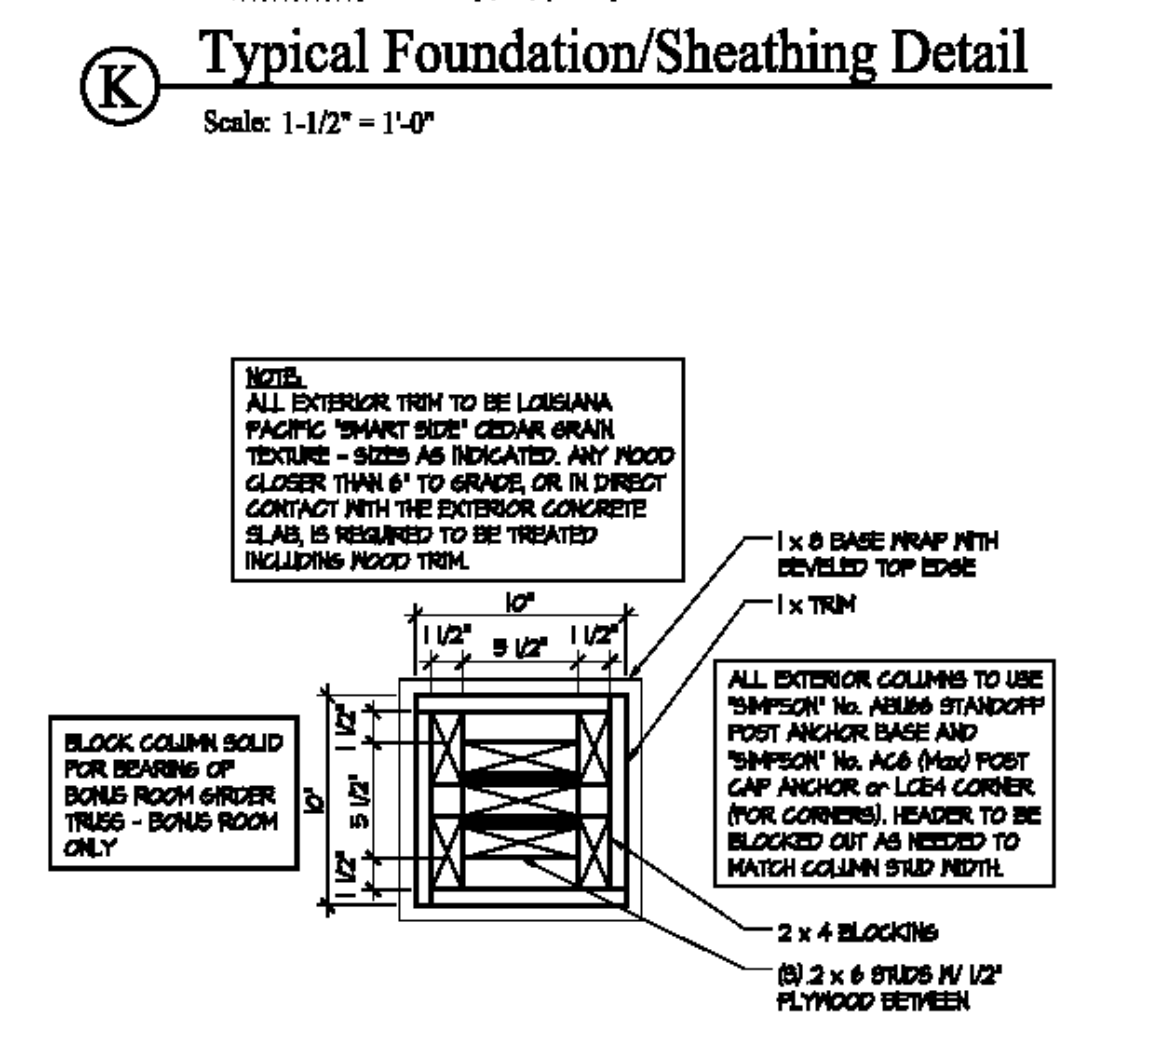 K
Typical Foundation/Sheathing Detail
Scale: 1-1/2" = 1'-0"
NOTE:
ALL EXTERIOR TRIM TO BE LOUSIANA
PACIFIC "SMART SIDE" CEDAR GRAIN
TEXTURE - SIZES AS INDICATED. ANY WOOD
CLOSER THAN 6" TO GRADE, OR IN DIRECT
CONTACT WITH THE EXTERIOR CONCRETE
SLAB, IS REQUIRED TO BE TREATED
INCLUDING WOOD TRIM.
1 x 8 BASE WRAP WITH
BEVELED TOP EDGE
1 x TRIM
10"
1 1/2"
5 1/2"
1 1/2"
ALL EXTERIOR COLUMNS TO USE
"SIMPSON" No. ABU66 STANDOFF
POST ANCHOR BASE AND
"SIMPSON" No. AC6 (Max) POST
CAP ANCHOR or LCE4 CORNER
(FOR CORNERS). HEADER TO BE
BLOCKED OUT AS NEEDED TO
MATCH COLUMN STUD WIDTH.
BLOCK COLUMN SOLID
FOR BEARING OF
BONUS ROOM GIRDER
TRUSS - BONUS ROOM
ONLY
10"
1 1/2"
5 1/2"
1 1/2"
2 x 4 BLOCKING
(3) 2 x 6 STUDS W/ 1/2"
PLYWOOD BETWEEN